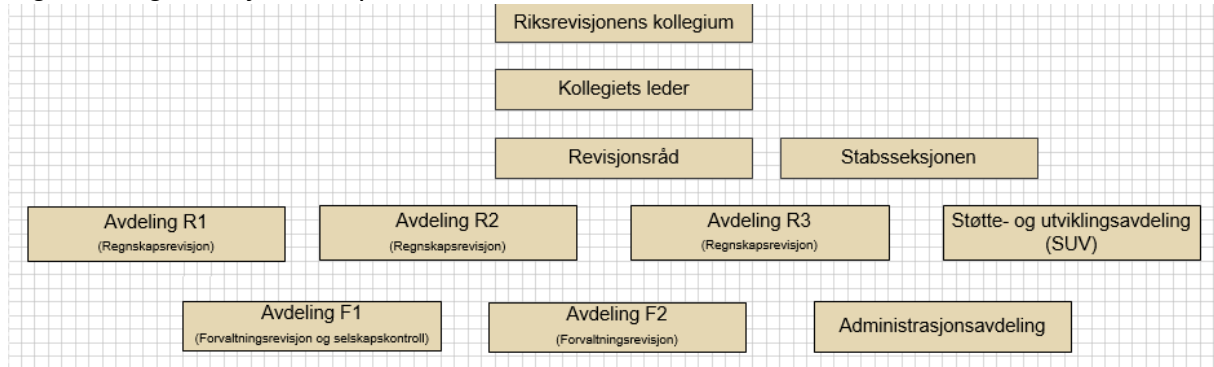 Riksrevisjonens kollegium
Kollegiets leder
Revisjonsråd
Stabsseksjonen
Avdeling R1
(Regnskapsrevisjon)
Avdeling R2
(Regnskapsrevisjon)
Avdeling R3
(Regnskapsrevisjon)
Støtte- og utviklingsavdeling
(SUV)
Avdeling F1
(Forvaltningsrevisjon og selskapskontroll)
Avdeling F2
(Forvaltningsrevisjon)
Administrasjonsavdeling